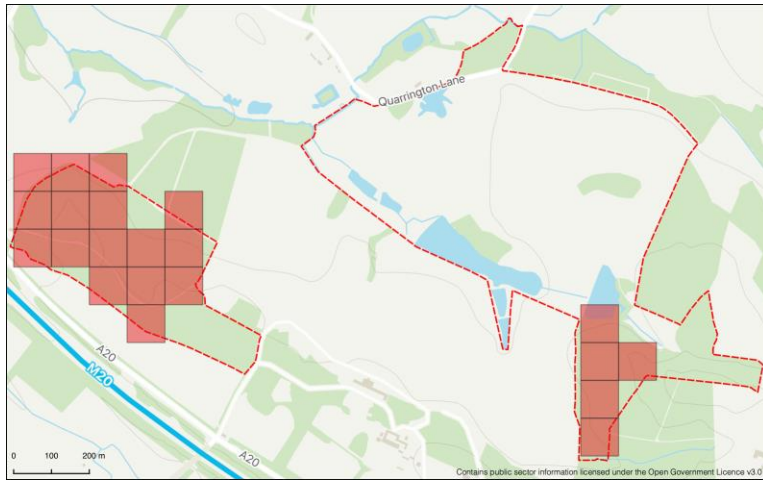 Quarrington Lane
A20
M20
A20
0 100 200 m
Contains public sector information licensed under the Open Government Licence v3.0